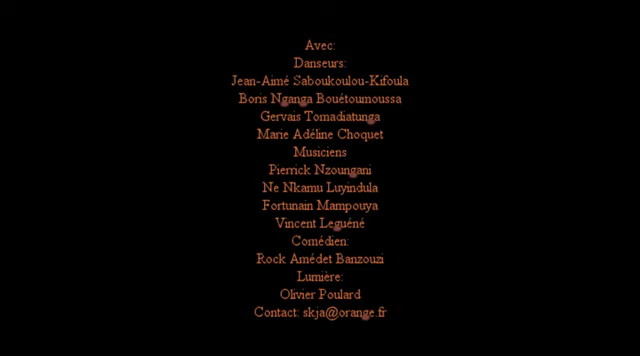 Avec:
Danseurs:
Jean-Aimé Saboukoulou-Kifoula
Boris Nganga Bouétoumoussa
Gervais Tomadiatunga
Marie Adéline Choquet
Musiciens
Pierrick Nzoungani
Ne Nkamu Luyindula
Fortunain Mampouya
Vincent Leguéné
Comédien:
Rock Amédet Banzouzi
Lumière:
Olivier Poulard
Contact: skja@orange.fr